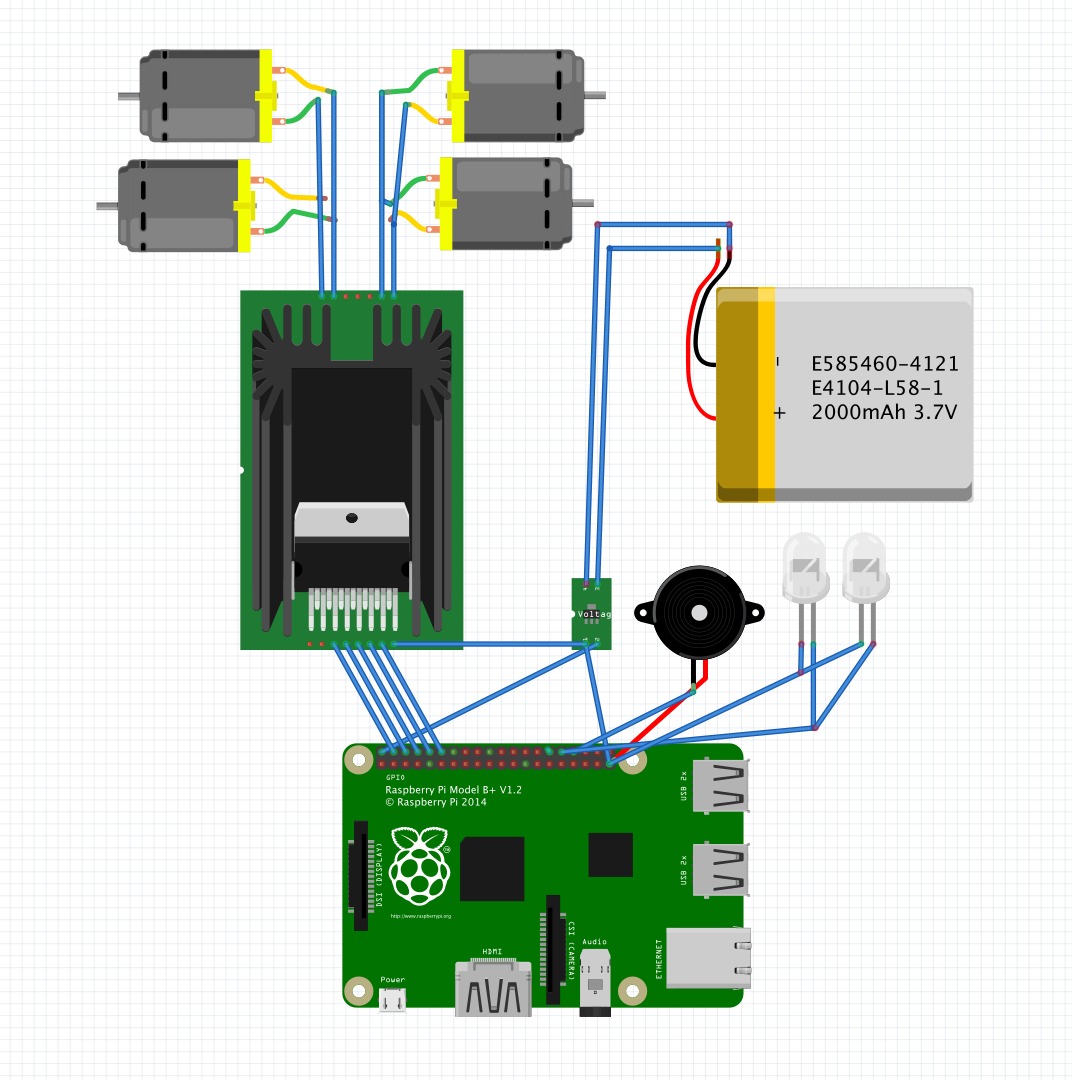 E585460-4121
E4104-L58-1
+ 2000mAh 3.7V
Voltag
GPIO
Raspberry Pi Model B+ V1.2
© Raspberry Pi 2014
USB 2x
DSI (DISPLAY)
USB 2x
http://www.raspberrypi.org
CSI (CAMERA)
Audio
ETHERNET
HDMI
Power